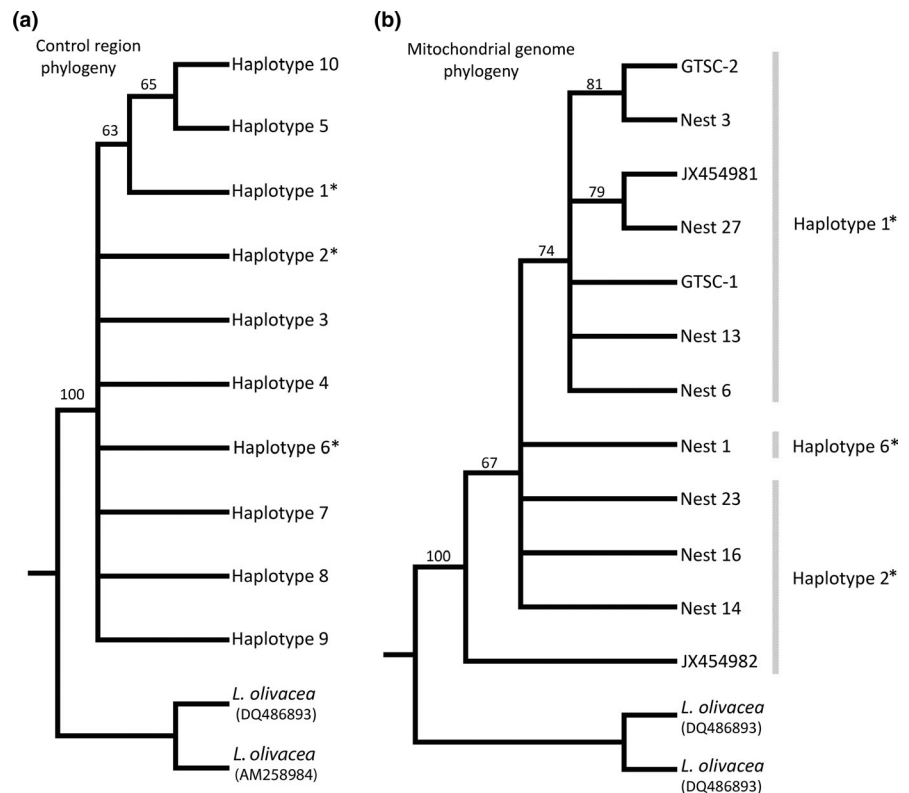 (a)
Control region
phylogeny
65
63
100
Haplotype 10
Haplotype 5
Haplotype 1*
Haplotype 2*
Haplotype 3
Haplotype 4
Haplotype 6*
Haplotype 7
Haplotype 8
Haplotype 9
L. olivacea
(DQ486893)
L. olivacea
(AM258984)
(b)
Mitochondrial genome
phylogeny
81
79
74
67
100
GTSC-2
Nest 3
JX454981
Nest 27
GTSC-1
Nest 13
Nest 6
Nest 1
Nest 23
Nest 16
Nest 14
JX454982
L. olivacea
(DQ486893)
L. olivacea
(DQ486893)
Haplotype 1*
Haplotype 6*
Haplotype 2*